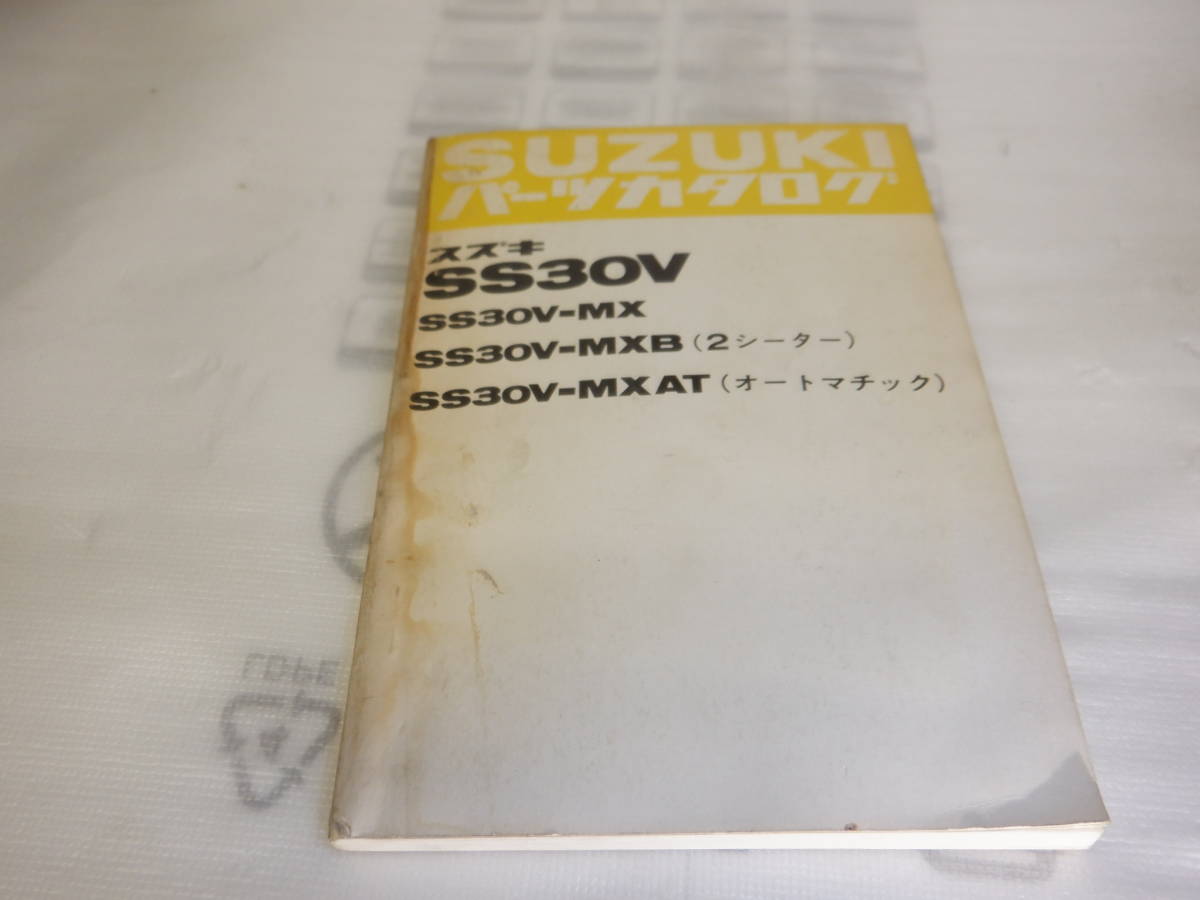 SUZUKI
パーツカタログ
スズキ
SS30V
SS30V-MX
SS30V-MXB（2シーター）
SS30V-MXAT（オートマチック）